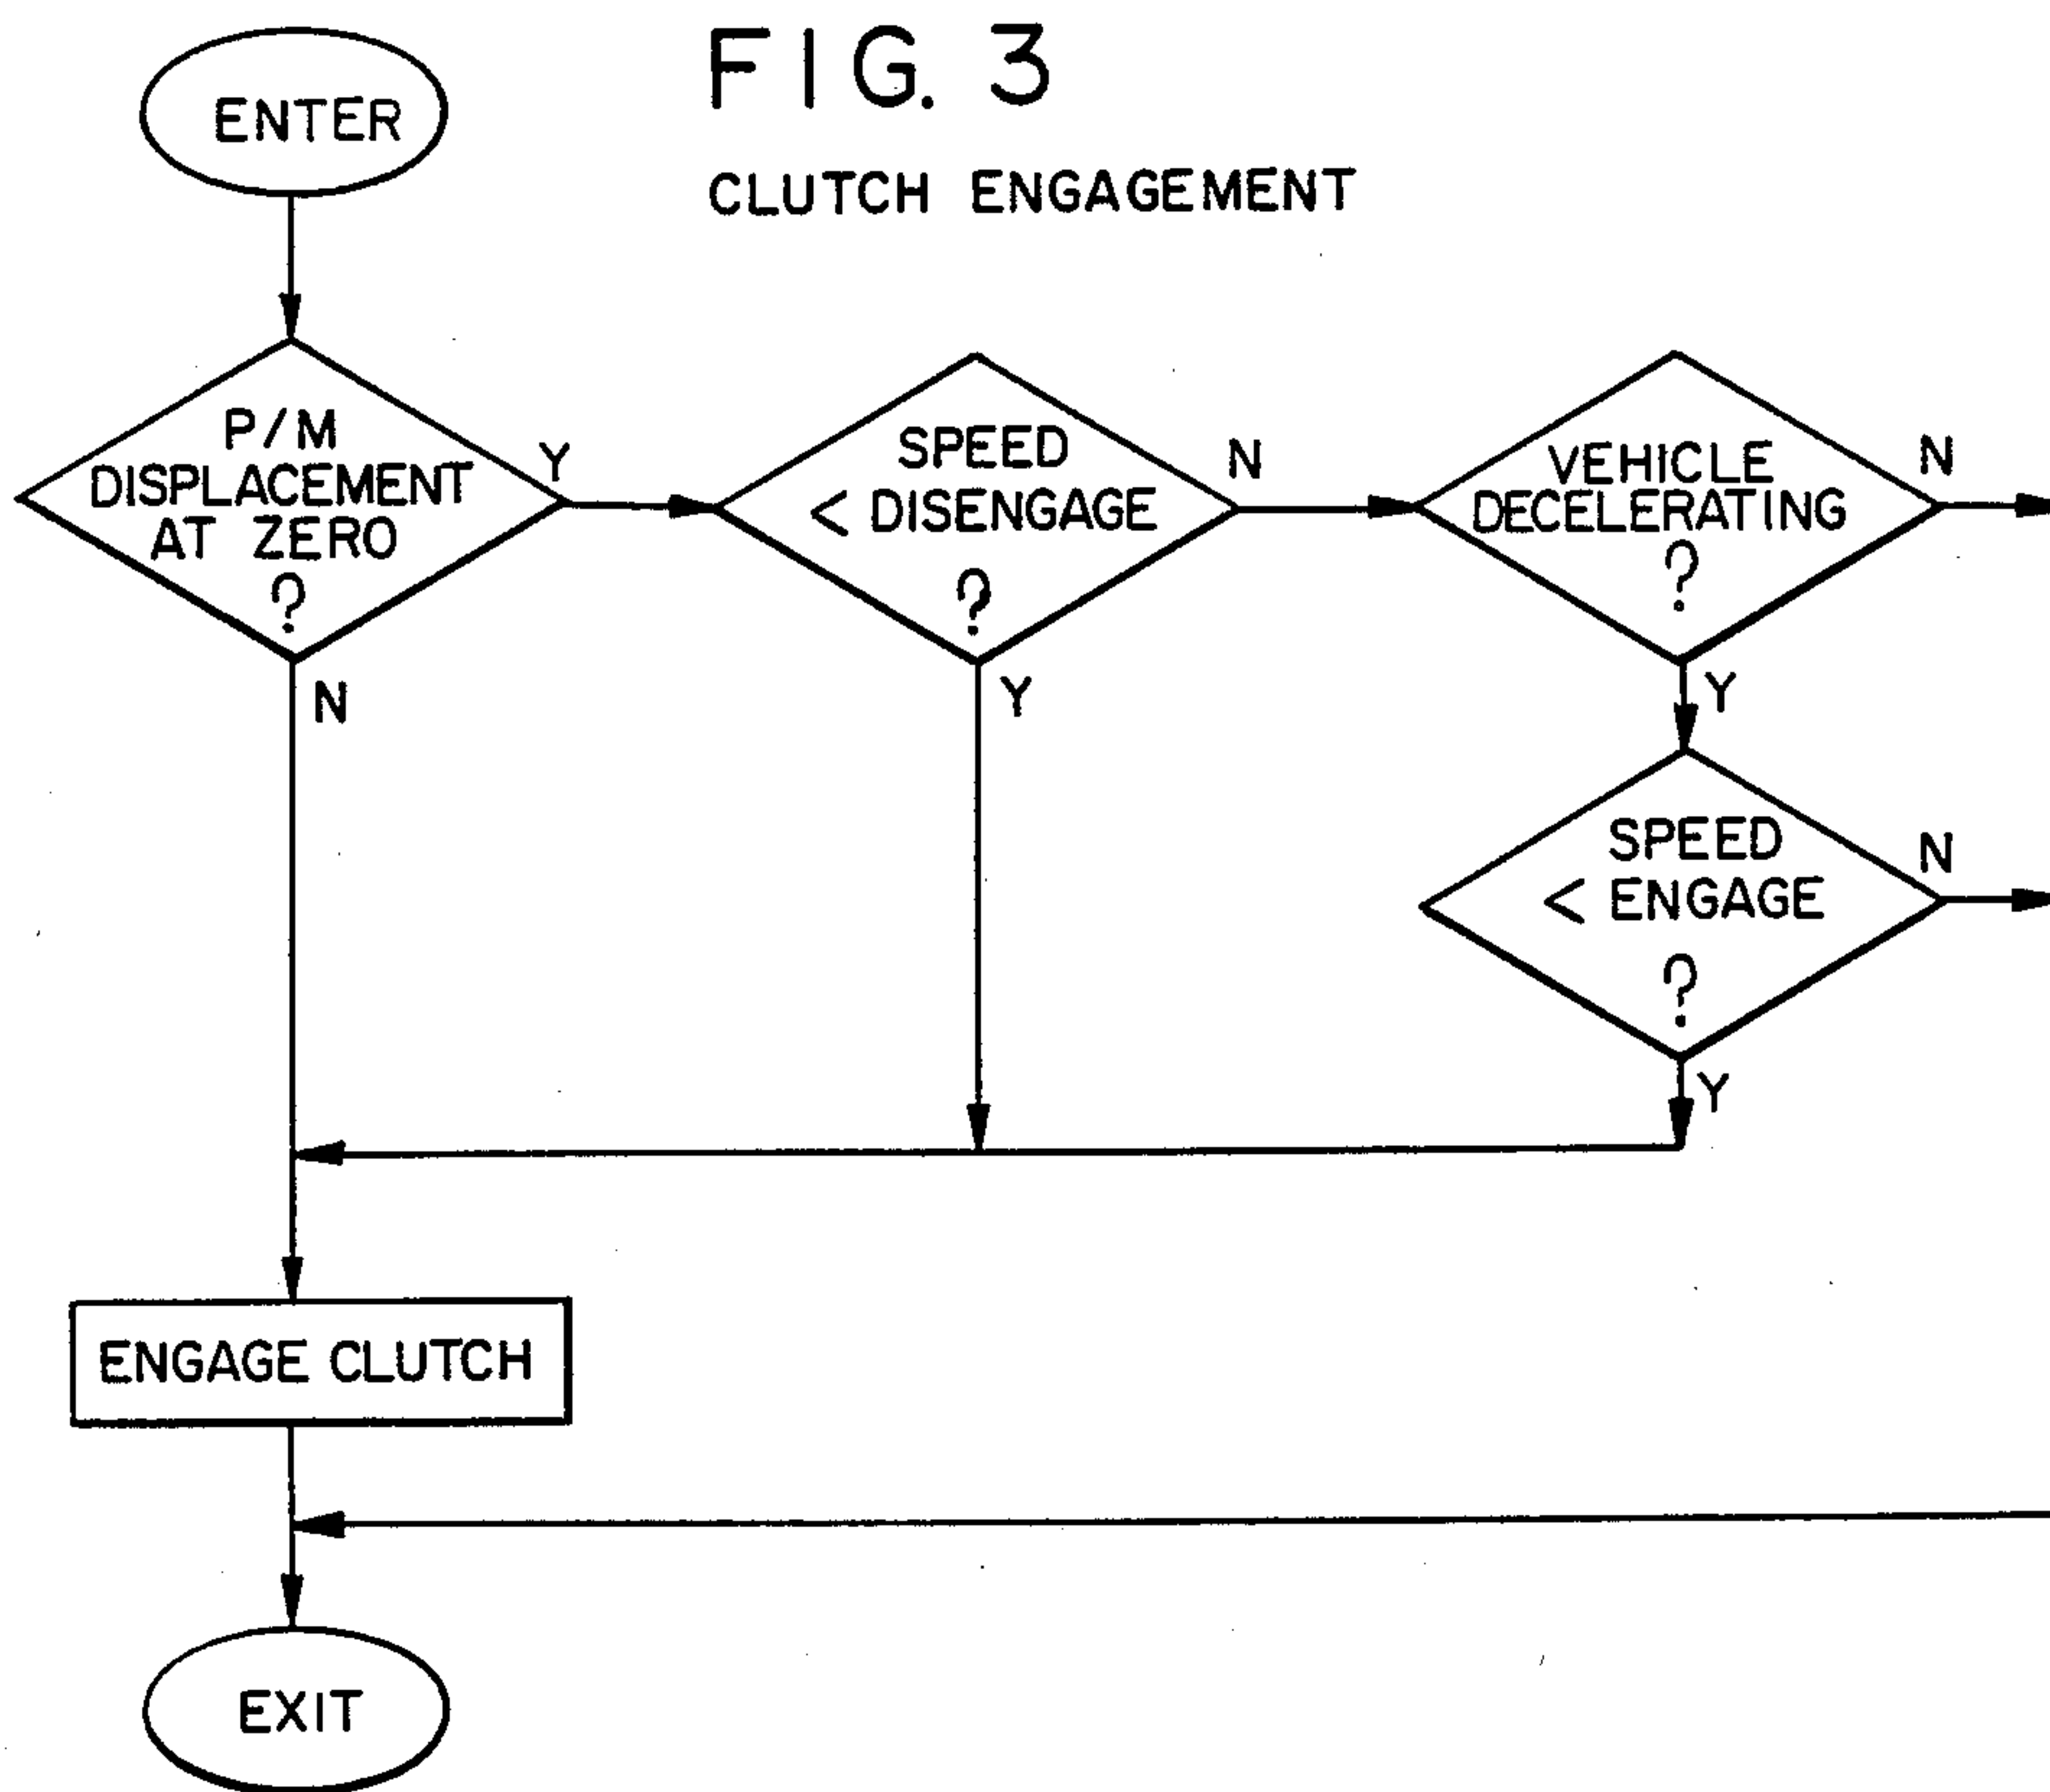 FIG. 3
CLUTCH ENGAGEMENT
ENTER
P/M
DISPLACEMENT
AT ZERO
?
Y
N
SPEED
< DISENGAGE
?
N
Y
VEHICLE
DECELERATING
?
N
Y
SPEED
< ENGAGE
?
N
Y
ENGAGE CLUTCH
EXIT